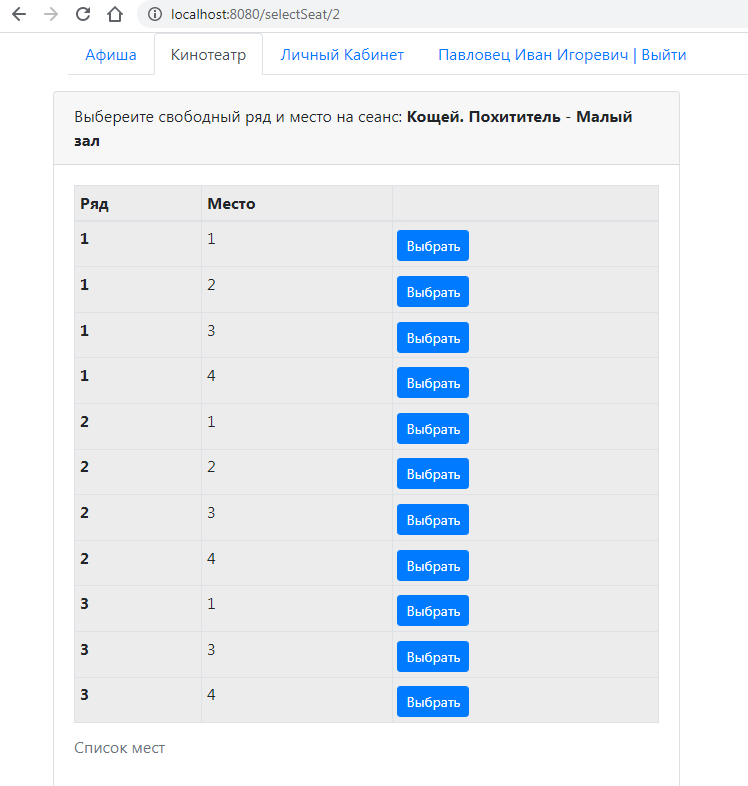 localhost:8080/selectSeat/2
Афиша Кинотеатр Личный Кабинет Павловец Иван Игоревич | Выйти
Выбереите свободный ряд и место на сеанс: Кощей. Похититель - Малый
зал
Ряд Место
1 1 Выбрать
1 2 Выбрать
1 3 Выбрать
1 4 Выбрать
2 1 Выбрать
2 2 Выбрать
2 3 Выбрать
2 4 Выбрать
3 1 Выбрать
3 3 Выбрать
3 4 Выбрать
Список мест